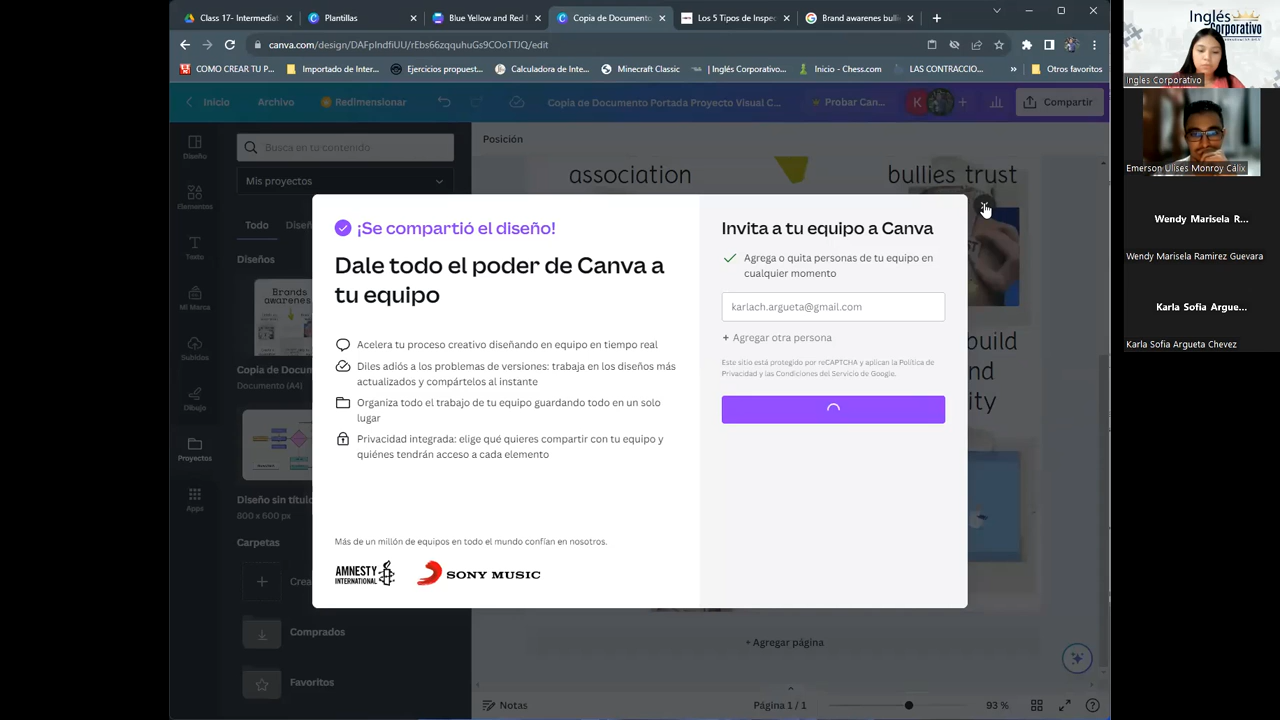 Class 17- Intermediat
Plantillas
Blue Yellow and Red
Copia de Documento
Los 5 Tipos de Inspec
Brand awarenes bullie
canva.com/design/DAFpIndfiUU/rEbs66zqquhuGs9COoTTJQ/edit
COMO CREAR TU P...
Importado de Intern...
Ejercicios propuest...
Calculadora de Inte...
Minecraft Classic
| Inglés Corporativo...
Inicio - Chess.com
LAS CONTRACCIO...
»
Otros favoritos
Inicio
Archivo
Redimensionar
Copia de Documento Portada Proyecto Visual C...
Probar Can...
K
Compartir
Diseño
Elementos
Texto
Mi Marca
Subidos
Dibujo
Proyectos
Apps
Busca en tu contenido
Mis proyectos
Todo
Diseñ
Diseños
Brands
awarenes
Copia de
Documento (A4)
Diseño sin títul
800 x 600 px
Carpetas
Crea
Comprados
Favoritos
Posición
association
bullies trust
build
nd
ity
¡Se compartió el diseño!
Dale todo el poder de Canva a
tu equipo
Acelera tu proceso creativo diseñando en equipo en tiempo real
Diles adiós a los problemas de versiones: trabaja en los diseños más
actualizados y compártelos al instante
Organiza todo el trabajo de tu equipo guardando todo en un solo
lugar
Privacidad integrada: elige qué quieres compartir con tu equipo y
quiénes tendrán acceso a cada elemento
Más de un millón de equipos en todo el mundo confían en nosotros.
AMNESTY
INTERNATIONAL
SONY MUSIC
Invita a tu equipo a Canva
Agrega o quita personas de tu equipo en
cualquier momento
karlach.argueta@gmail.com
+ Agregar otra persona
Este sitio está protegido por reCAPTCHA y aplican la Política de
Privacidad y las Condiciones del Servicio de Google.
+ Agregar página
Notas
Página 1 / 1
93 %
Inglés
Corporativo
Ingles Corporativo
Emerson Ulises Monroy Cálix
Wendy Marisela R...
Wendy Marisela Ramirez Guevara
Karla Sofia Argue...
Karla Sofia Argueta Chevez